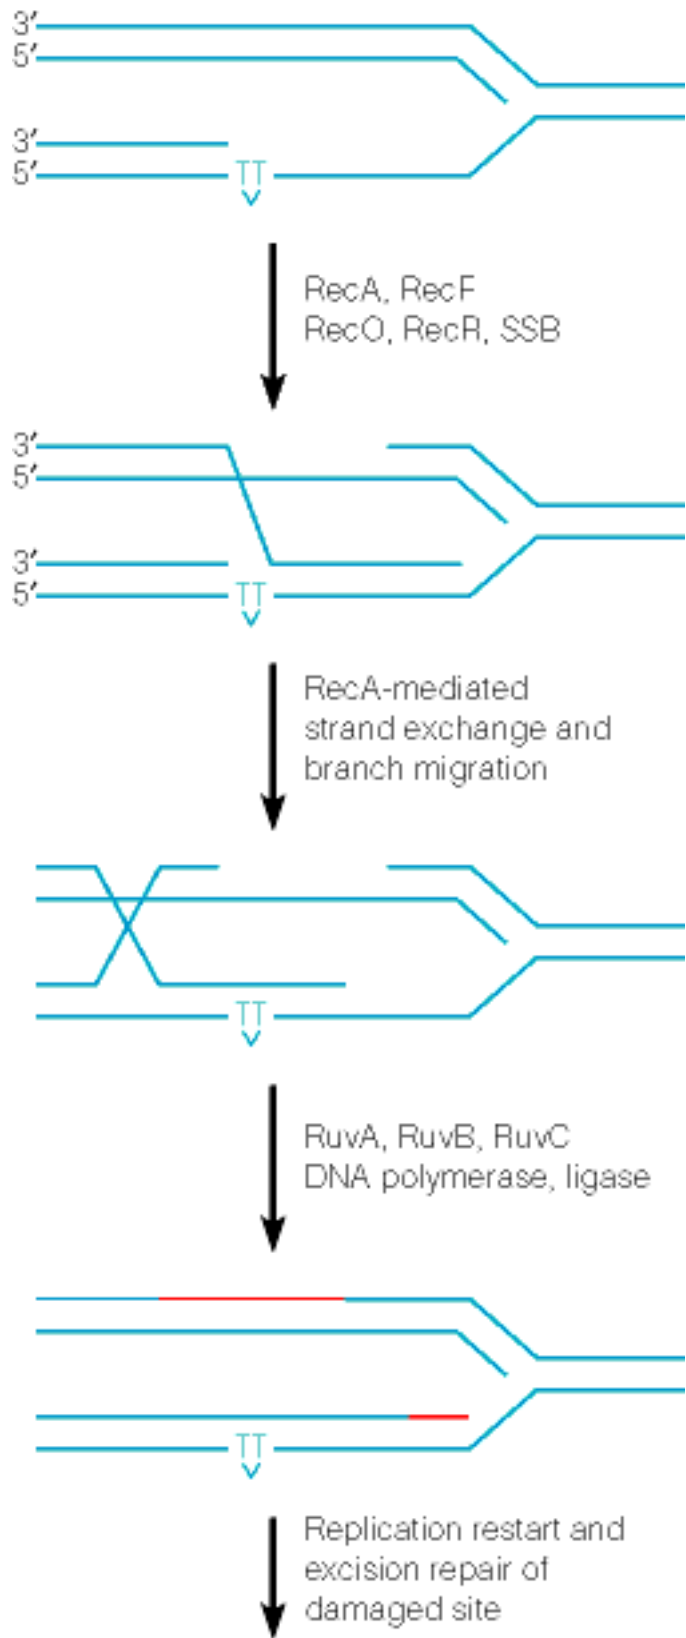 3′
5′
3′
5′
TT
RecA, RecF
RecO, RecR, SSB
3′
5′
3′
5′
TT
RecA-mediated
strand exchange and
branch migration
TT
RuvA, RuvB, RuvC
DNA polymerase, ligase
TT
Replication restart and
excision repair of
damaged site